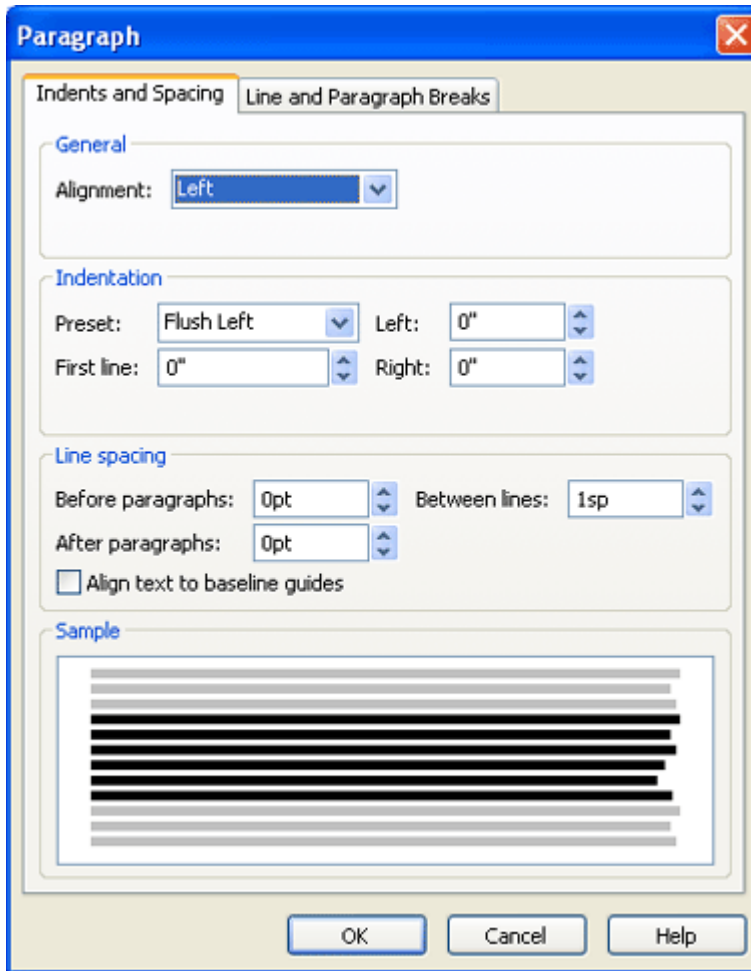 Paragraph
Indents and Spacing Line and Paragraph Breaks
General
Alignment: Left
Indentation
Preset: Flush Left Left: 0"
First line: 0" Right: 0"
Line spacing
Before paragraphs: 0pt Between lines: 1sp
After paragraphs: 0pt
Align text to baseline guides
Sample
OK Cancel Help